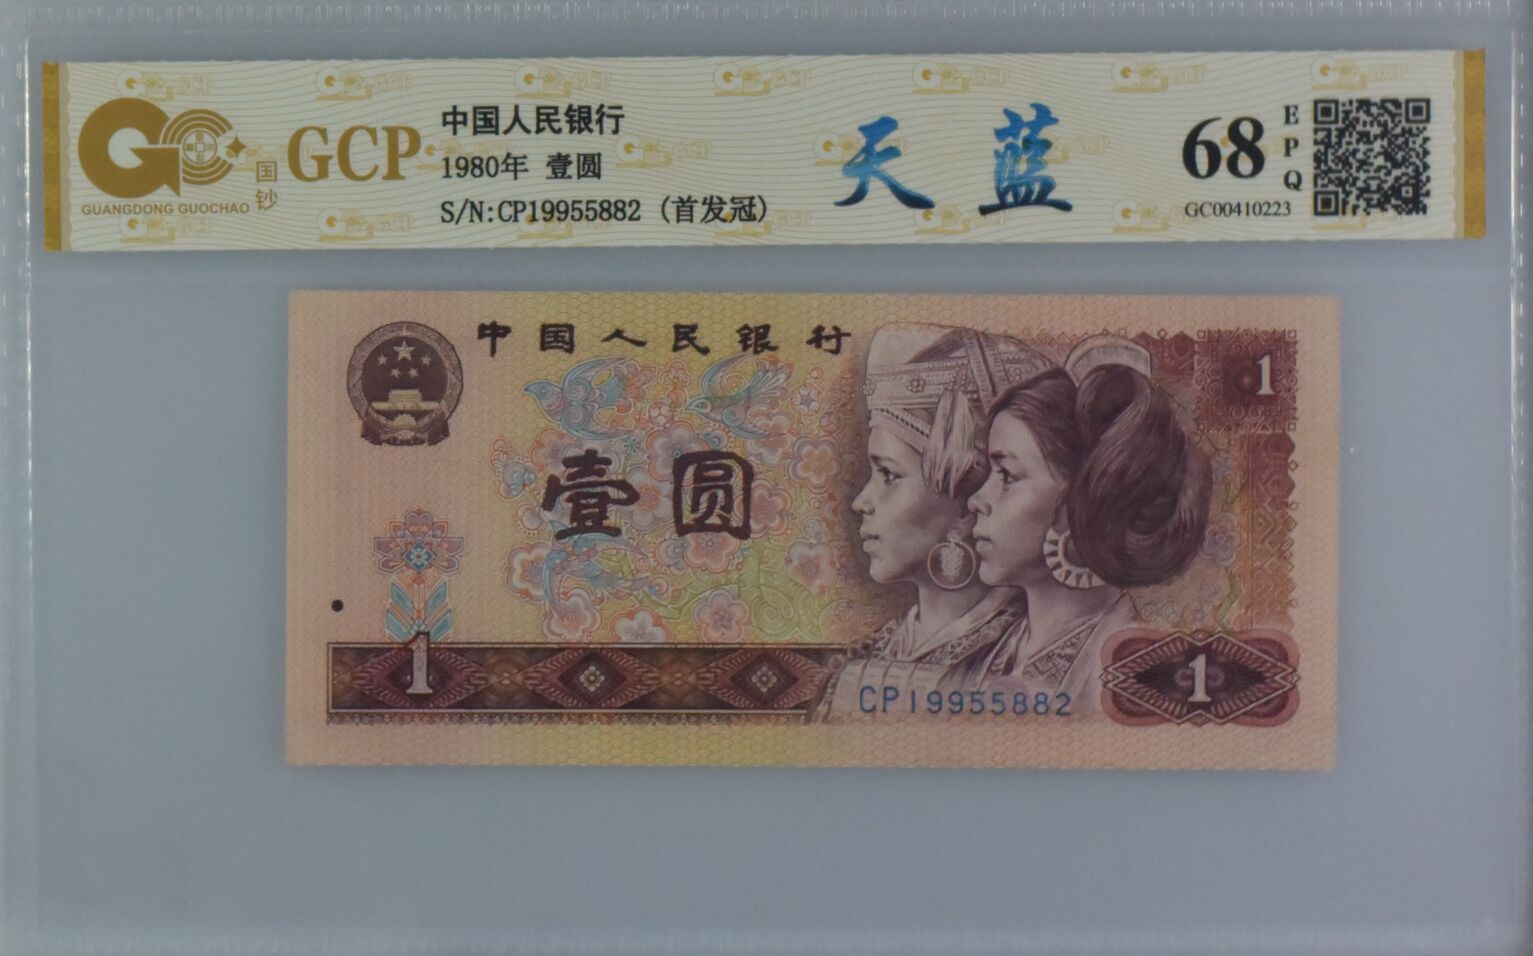 中国人民银行
1980年 壹圆
S/N:CP19955882 (首发冠)
GCP
国钞
GUANGDONG GUOCHAO
天蓝
68
EPQ
GC00410223
中国人民银行
1
壹圆
1
CP19955882
1